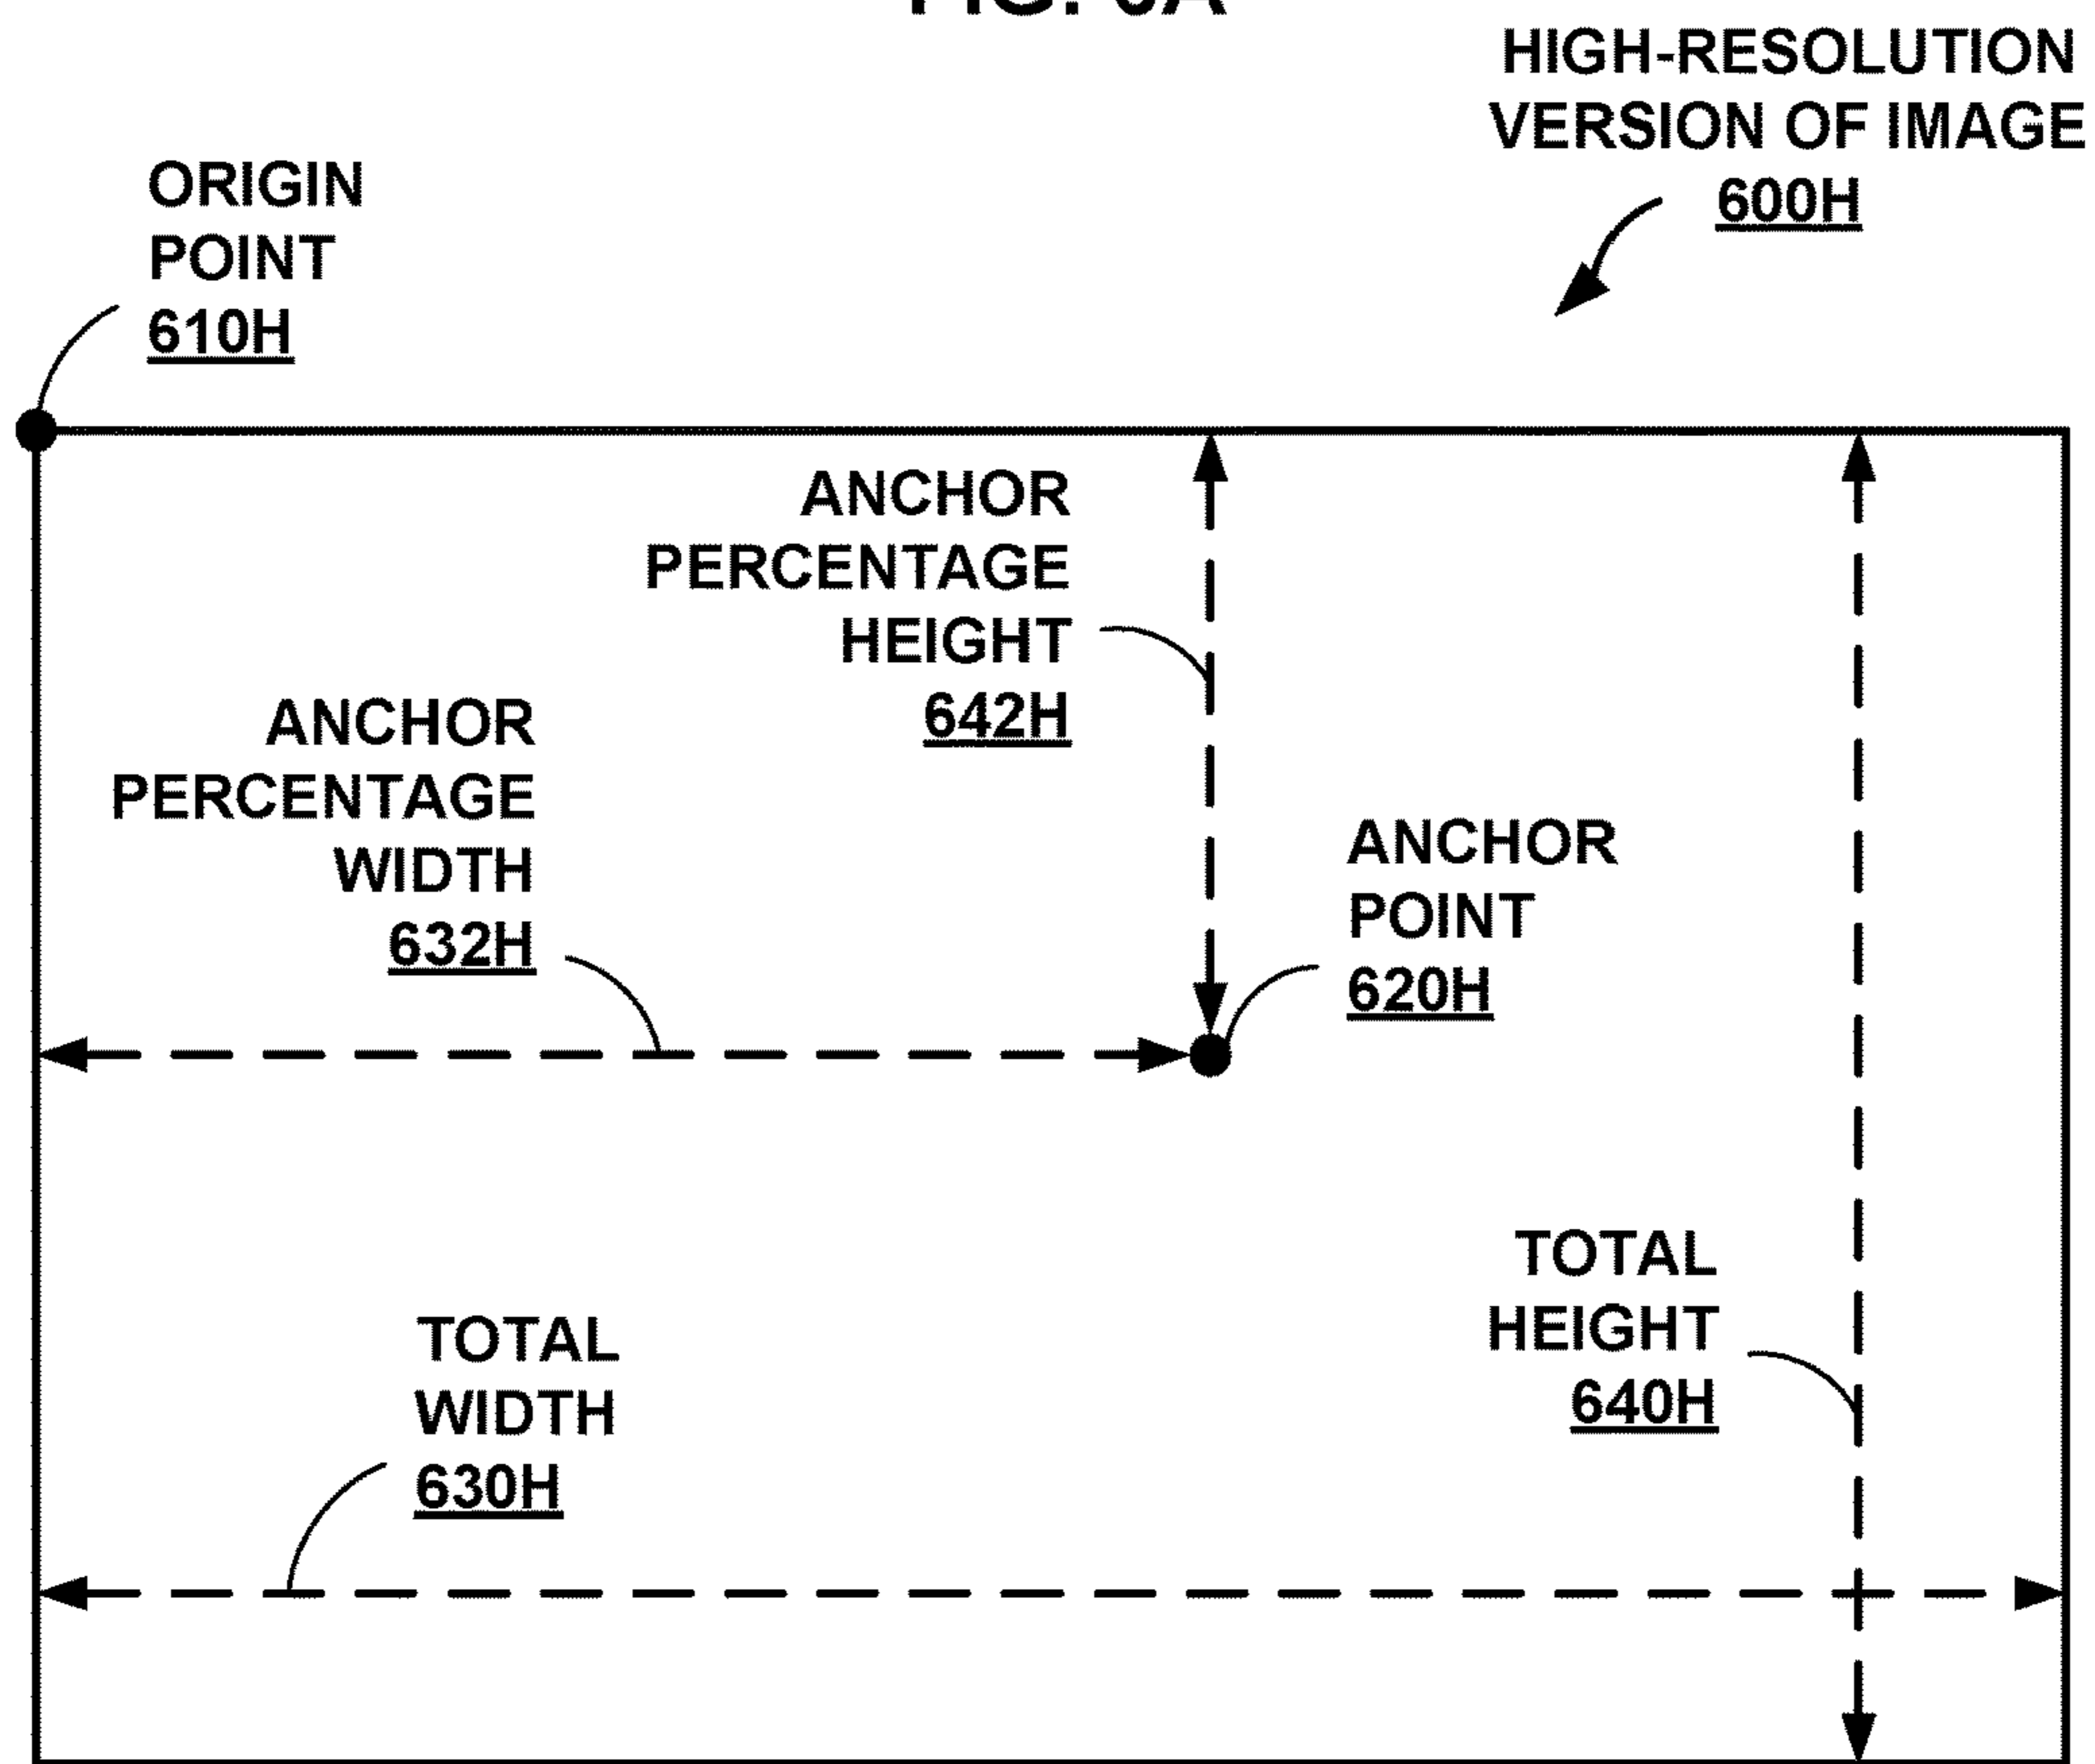 HIGH-RESOLUTION
VERSION OF IMAGE
600H
ORIGIN
POINT
610H
ANCHOR
PERCENTAGE
HEIGHT
642H
ANCHOR
PERCENTAGE
WIDTH
632H
ANCHOR
POINT
620H
TOTAL
HEIGHT
640H
TOTAL
WIDTH
630H